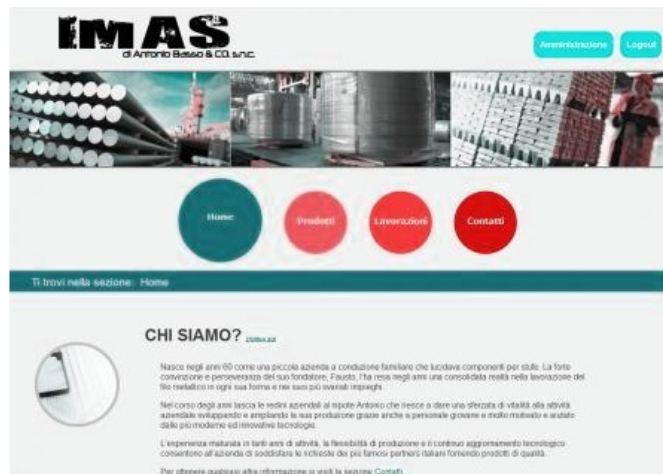 IMAS
di Antonio Basso & CO. s.n.c.
Amministrazione Logout
Home Prodotti Lavorazioni Contatti
Ti trovi nella sezione: Home
CHI SIAMO?
Nasce negli anni 60 come una piccola azienda a conduzione familiare che lucidava componenti per stufe. La forte
convinzione e perseveranza del suo fondatore, Fausto, l'ha resa negli anni una consolidata realtà nella lavorazione del
filo metallico in ogni sua forma e nei suoi più svariati impieghi.
Nel corso degli anni lascia le redini aziendali al nipote Antonio che riesce a dare una sferzata di vitalità alla attività
aziendale sviluppando e ampliando la sua produzione grazie anche a personale giovane e molto motivato e aiutato
dalle più moderne ed innovative tecnologie.
L'esperienza maturata in tanti anni di attività, la flessibilità di produzione e il continuo aggiornamento tecnologico
consentono all'azienda di soddisfare le richieste dei più famosi partners italiani fornendo prodotti di qualità.
Per ottenere qualsiasi altra informazione si visiti la sezione Contatti.